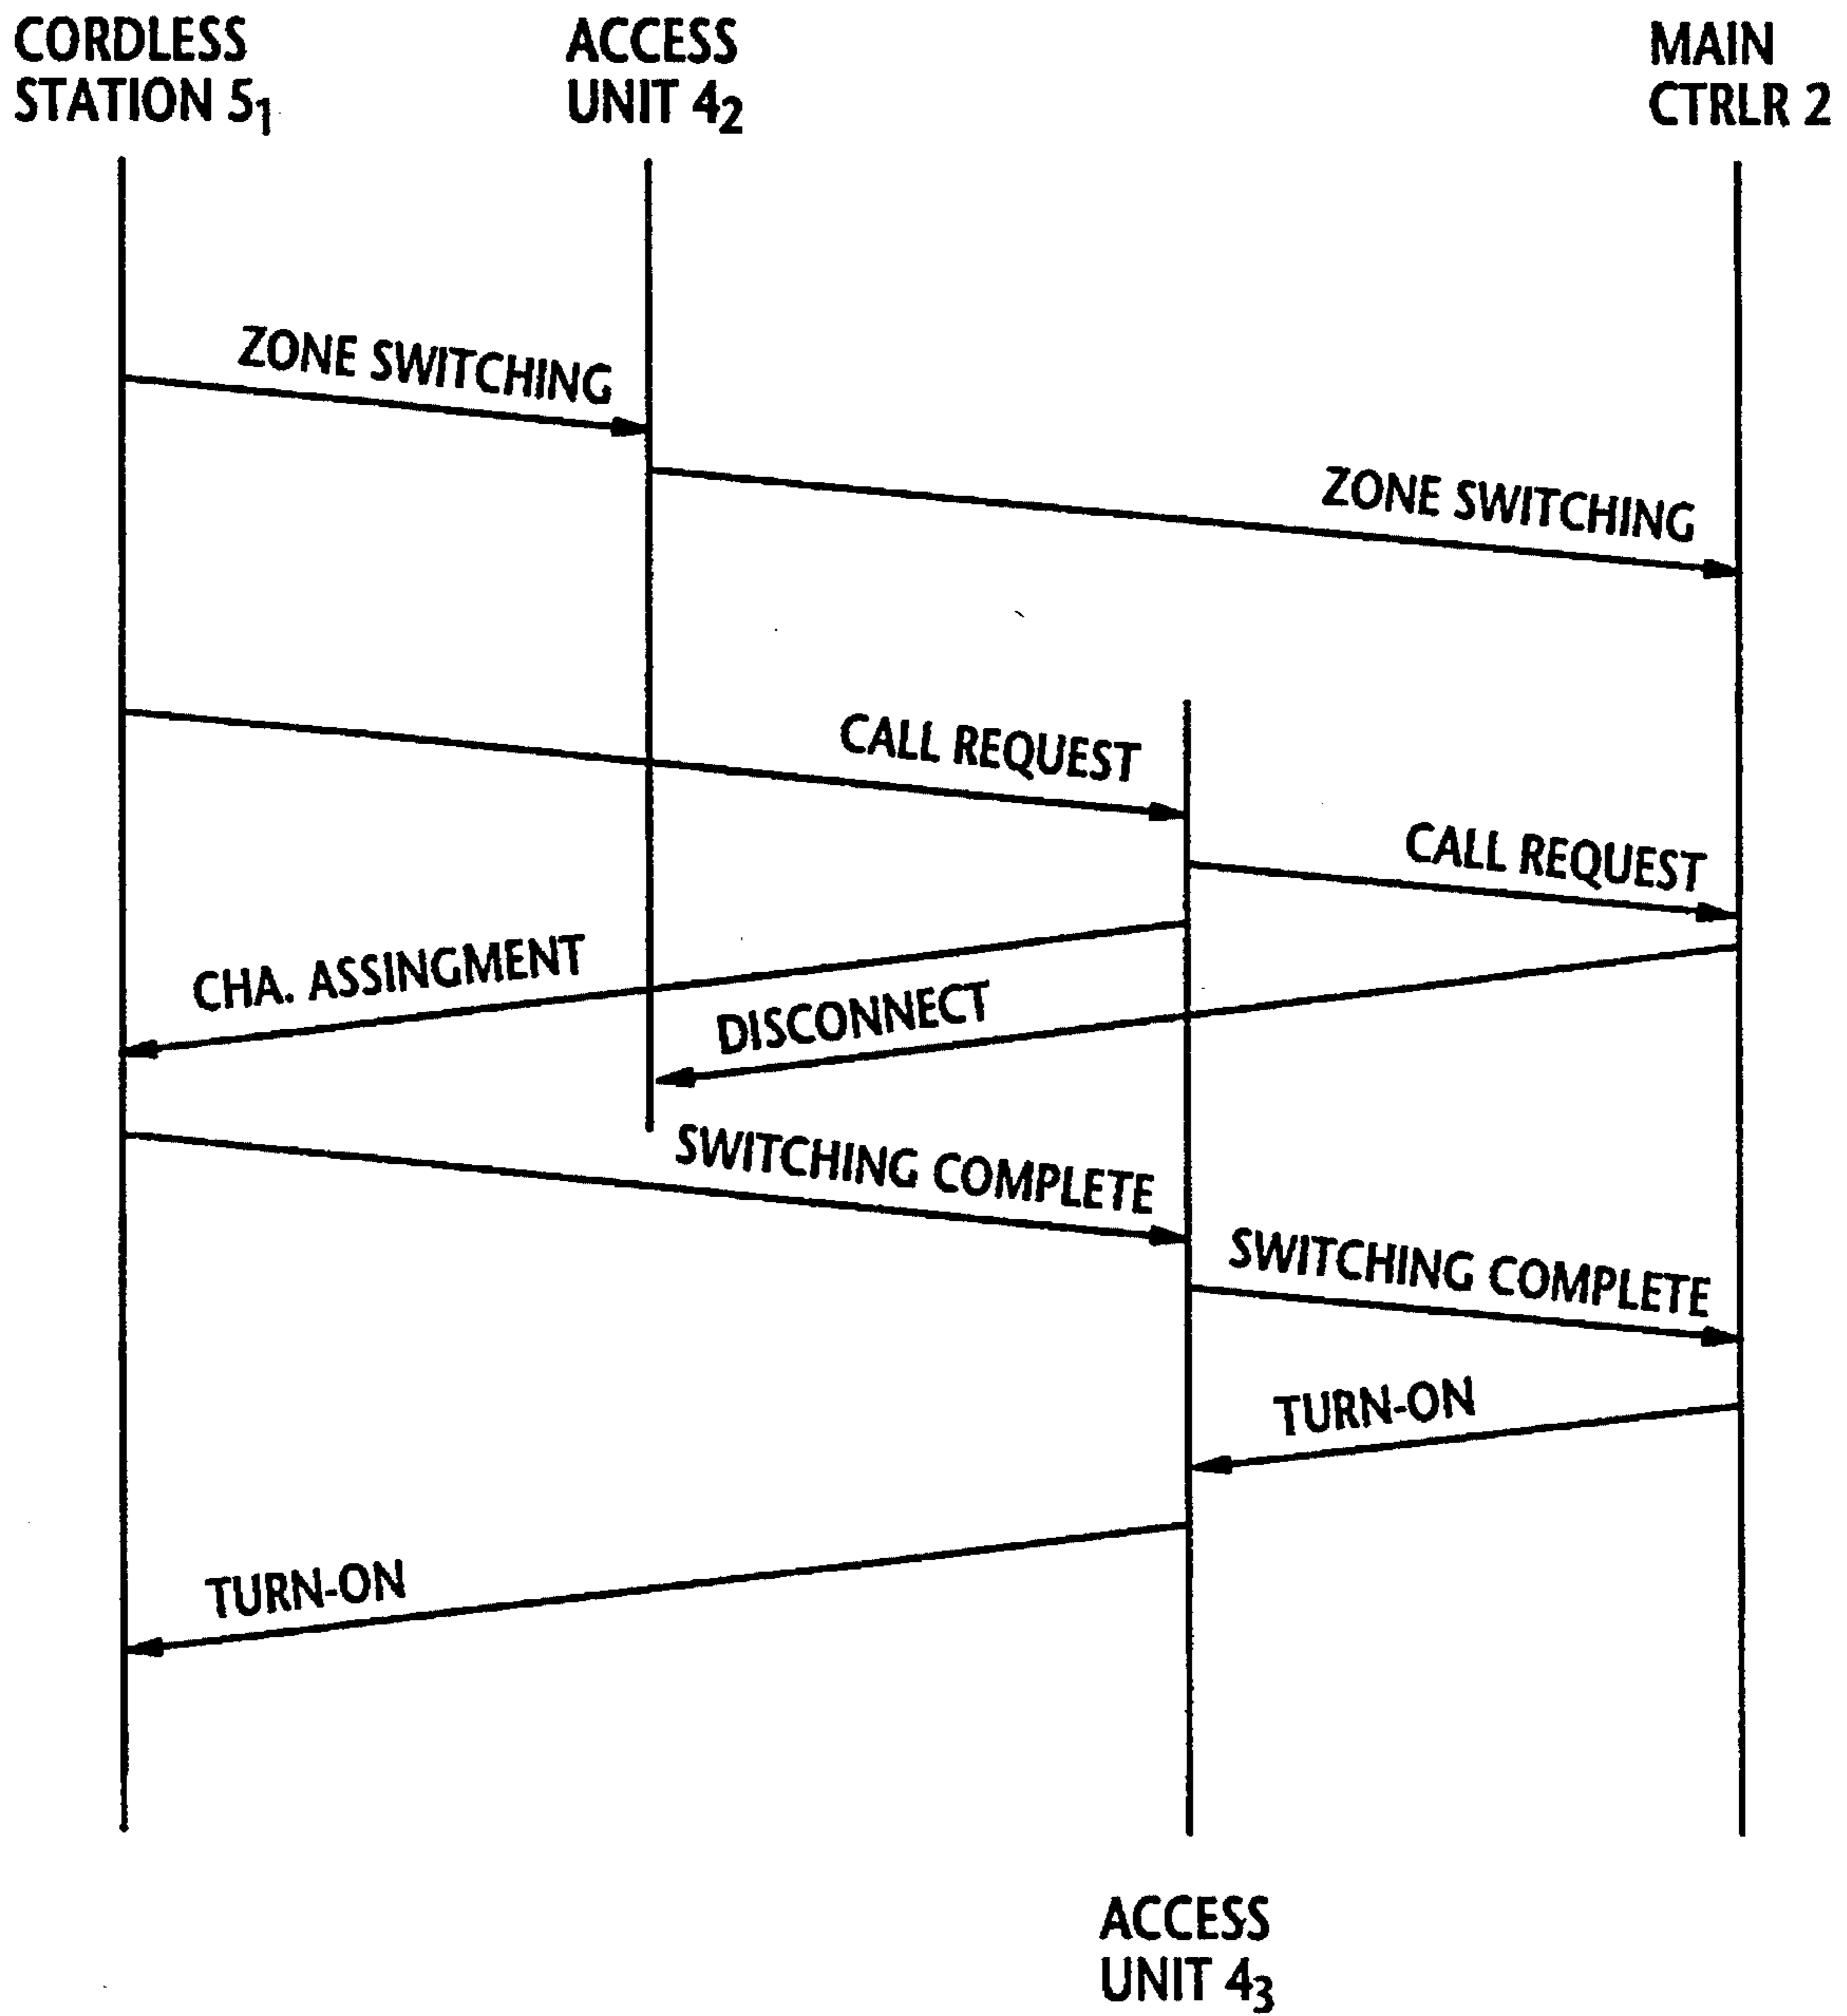 CORDLESS
STATION 5₁
ACCESS
UNIT 4₂
MAIN
CTRLR 2
ZONE SWITCHING
ZONE SWITCHING
CALL REQUEST
CALL REQUEST
CHA. ASSINGMENT
DISCONNECT
SWITCHING COMPLETE
SWITCHING COMPLETE
TURN-ON
TURN-ON
ACCESS
UNIT 4₃